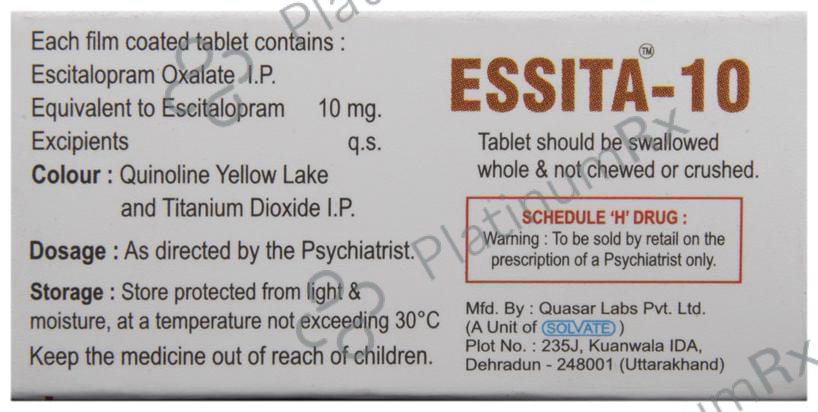 Each film coated tablet contains :
Escitalopram Oxalate I.P.
Equivalent to Escitalopram 10 mg.
Excipients q.s.
Colour : Quinoline Yellow Lake
and Titanium Dioxide I.P.
Dosage : As directed by the Psychiatrist.
Storage : Store protected from light &
moisture, at a temperature not exceeding 30°C
Keep the medicine out of reach of children.
ESSITA™-10
Tablet should be swallowed
whole & not chewed or crushed.
SCHEDULE 'H' DRUG :
Warning : To be sold by retail on the
prescription of a Psychiatrist only.
Mfd. By : Quasar Labs Pvt. Ltd.
(A Unit of SOLVATE )
Plot No. : 235J, Kuanwala IDA,
Dehradun - 248001 (Uttarakhand)
PlatinumRx